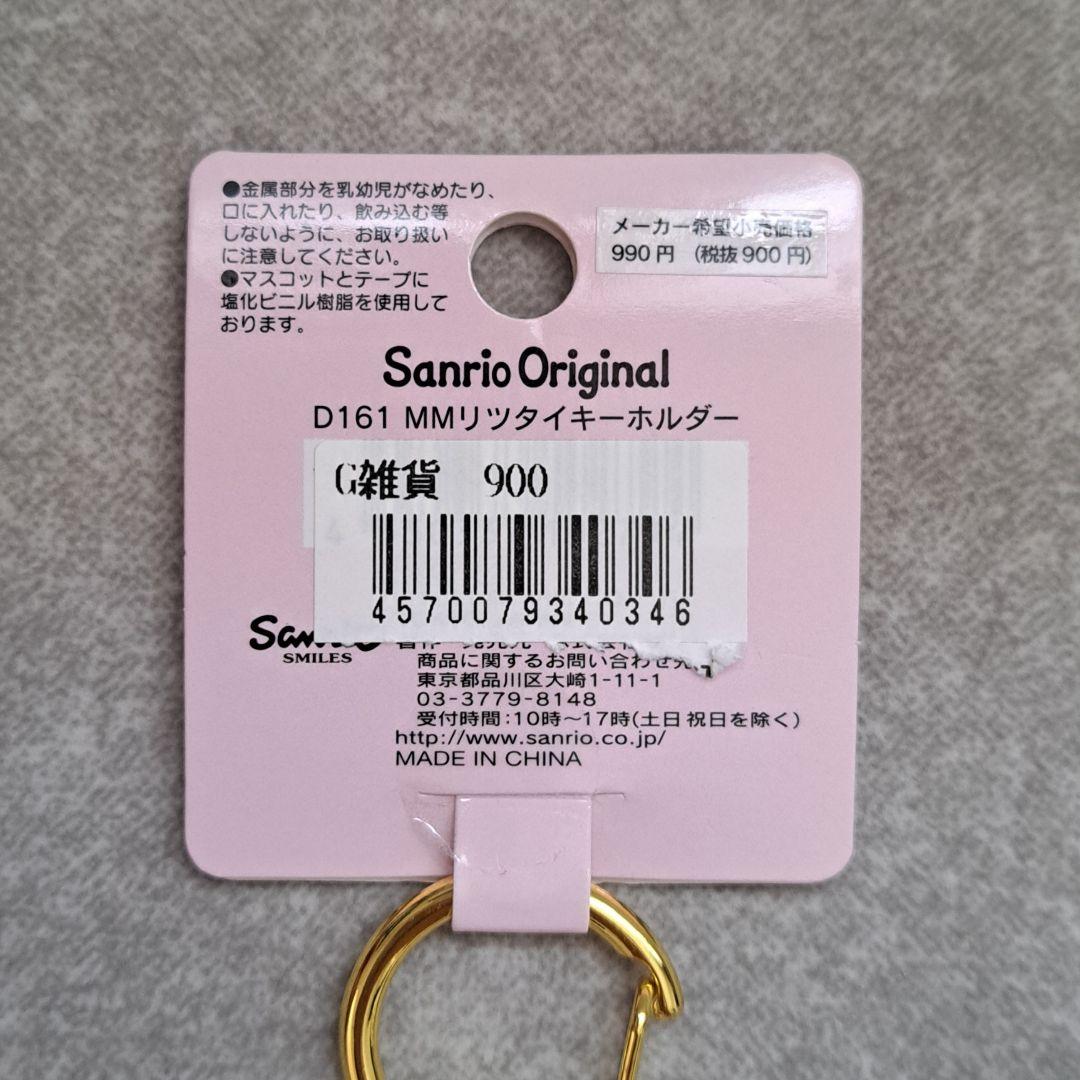 ●金属部分を乳幼児がなめたり、
口に入れたり、飲み込む等
しないように、お取り扱い
に注意してください。
●マスコットとテープに
塩化ビニル樹脂を使用して
おります。
メーカー希望小売価格
990円 (税抜900円)
Sanrio Original
D161 MMリツタイキーホルダー
G雑貨 900
4570079340346
Sanrio
SMILES
商品に関するお問い合わせ先
東京都品川区大崎1-11-1
03-3779-8148
受付時間:10時～17時(土日祝日を除く)
http://www.sanrio.co.jp/
MADE IN CHINA